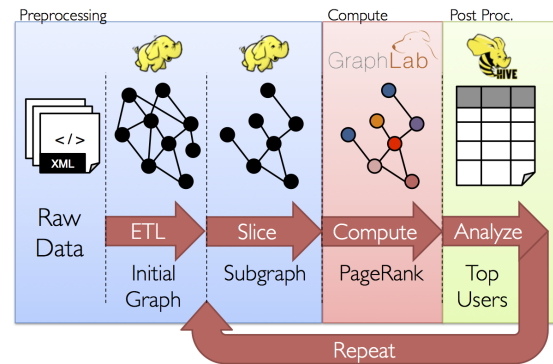 Preprocessing
Compute
Post Proc.
GraphLab
HIVE
</>
XML
Raw
Data
ETL
Slice
Compute
Analyze
Initial
Graph
Subgraph
PageRank
Top
Users
Repeat